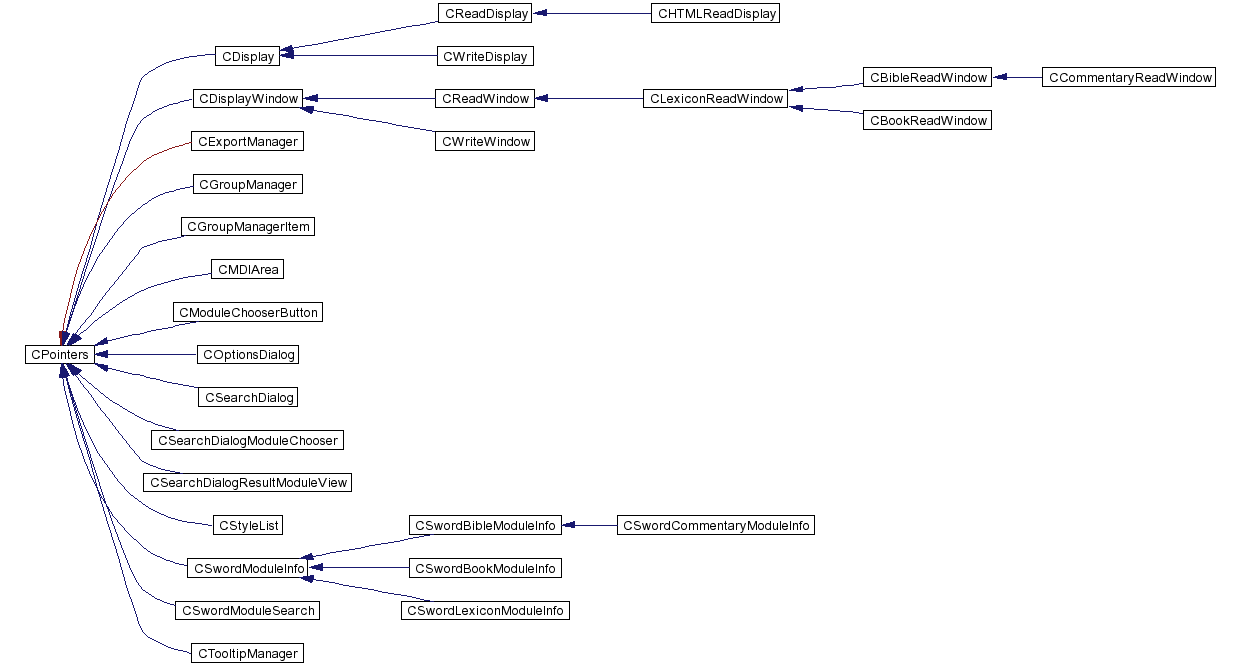 CReadDisplay
CHTMLReadDisplay
CDisplay
CWriteDisplay
CBibleReadWindow
CCommentaryReadWindow
CDisplayWindow
CReadWindow
CLexiconReadWindow
CBookReadWindow
CExportManager
CWriteWindow
CGroupManager
CGroupManagerItem
CMDIArea
CModuleChooserButton
CPointers
COptionsDialog
CSearchDialog
CSearchDialogModuleChooser
CSearchDialogResultModuleView
CStyleList
CSwordBibleModuleInfo
CSwordCommentaryModuleInfo
CSwordModuleInfo
CSwordBookModuleInfo
CSwordModuleSearch
CSwordLexiconModuleInfo
CTooltipManager